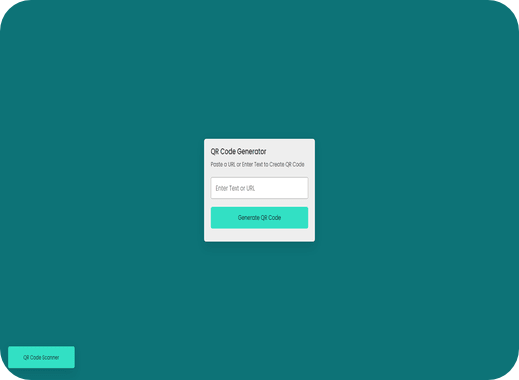 QR Code Generator
Paste a URL or Enter Text to Create QR Code
Enter Text or URL
Generate QR Code
QR Code Scanner